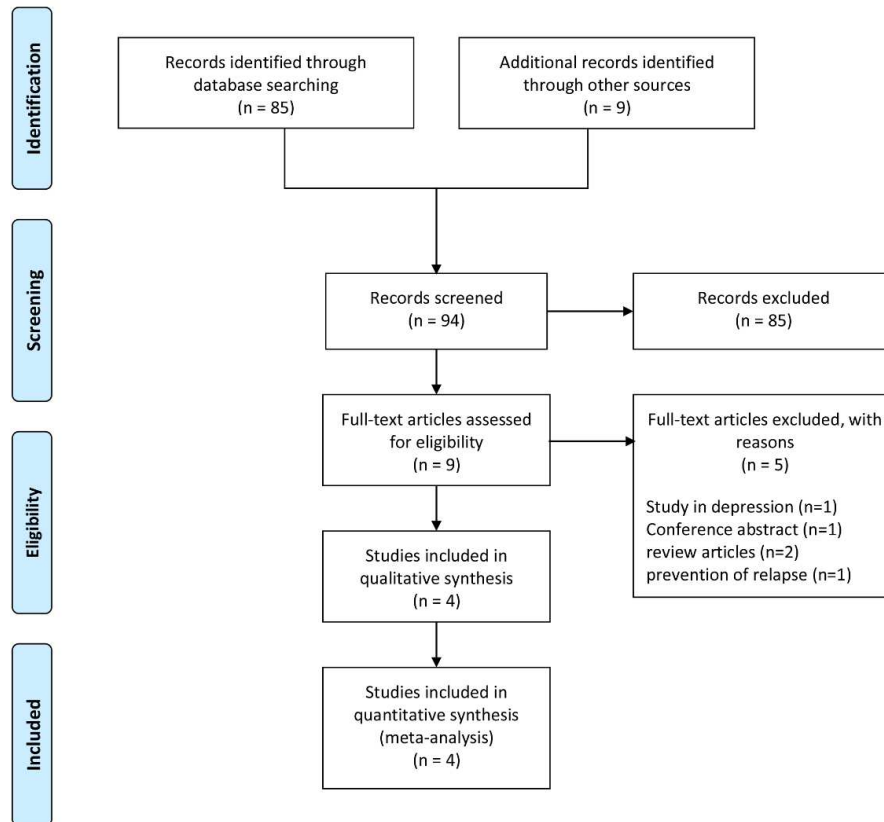 Identification
Records identified through
database searching
(n = 85)
Additional records identified
through other sources
(n = 9)
Screening
Records screened
(n = 94)
Records excluded
(n = 85)
Eligibility
Full-text articles assessed
for eligibility
(n = 9)
Full-text articles excluded, with
reasons
(n = 5)
Study in depression (n=1)
Conference abstract (n=1)
review articles (n=2)
prevention of relapse (n=1)
Studies included in
qualitative synthesis
(n = 4)
Included
Studies included in
quantitative synthesis
(meta-analysis)
(n = 4)